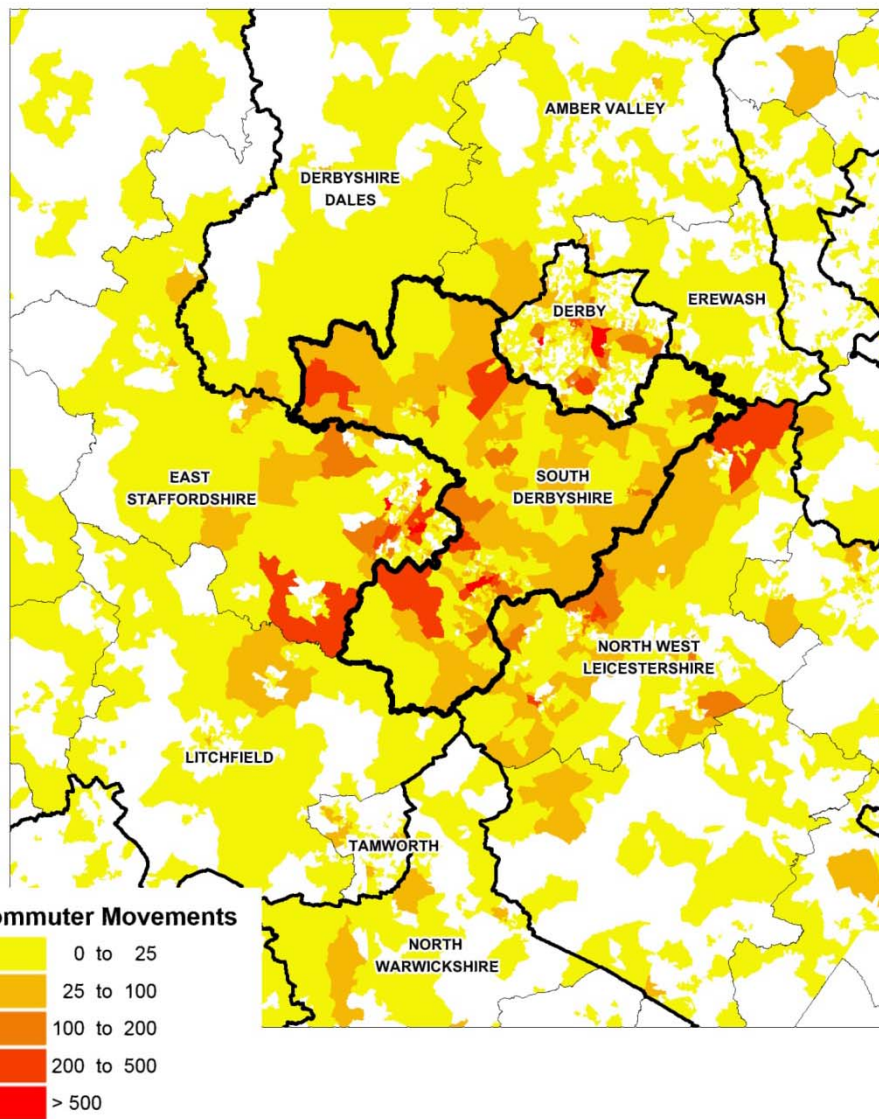 AMBER VALLEY
DERBYSHIRE
DALES
DERBY
EREWASH
EAST
STAFFORDSHIRE
SOUTH
DERBYSHIRE
NORTH WEST
LEICESTERSHIRE
LITCHFIELD
TAMWORTH
NORTH
WARWICKSHIRE
ommuter Movements
0 to 25
25 to 100
100 to 200
200 to 500
> 500